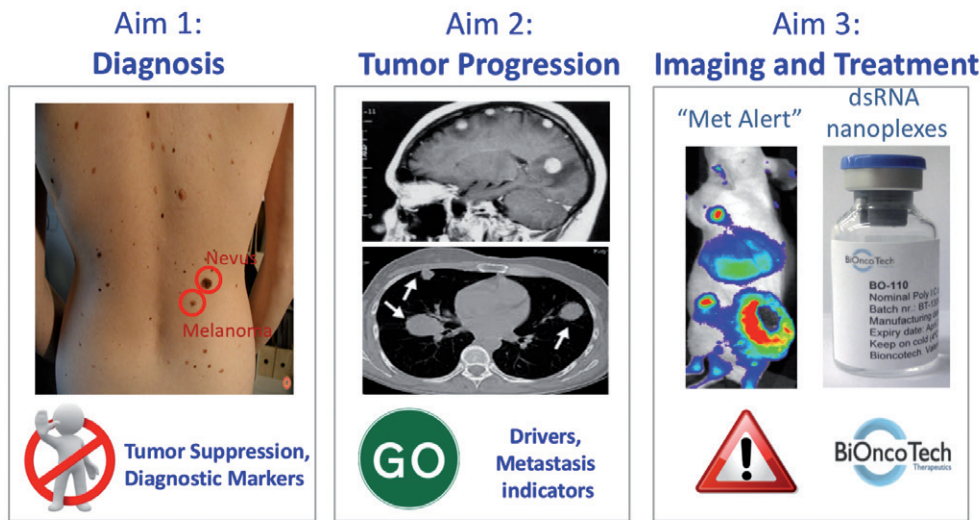 Aim 1:
Diagnosis
Nevus
Melanoma
Tumor Suppression,
Diagnostic Markers
Aim 2:
Tumor Progression
GO
Drivers,
Metastasis
indicators
Aim 3:
Imaging and Treatment
“Met Alert”
dsRNA
nanoplexes
BiOncoTech
BO-110
Nominal Poly I:C
Batch nr.: BT-
Manufacturing
Expiry date:
Keep on cold
Bioncotech.
!
BiOncoTech
Therapeutics